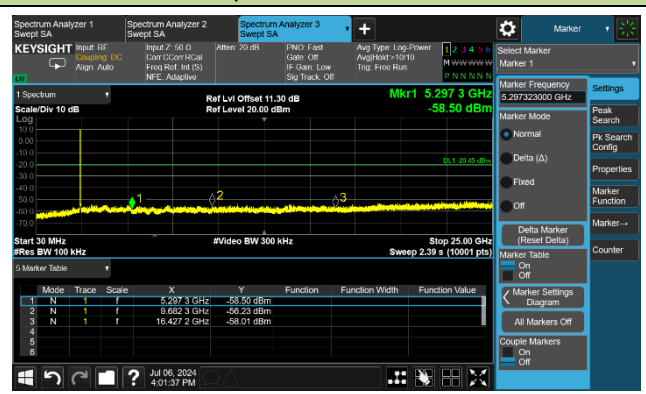 Spectrum Analyzer 1
Swept SA
Spectrum Analyzer 2
Swept SA
Spectrum Analyzer 3
Swept SA
+
Marker
KEYSIGHT
Input: RF
Coupling: DC
Align: Auto
Input Z: 50 Ω
Corr CCorr RCal
Freq Ref: Int (S)
NFE: Adaptive
Atten: 20 dB
PNO: Fast
Gate: Off
IF Gain: Low
Sig Track: Off
Avg Type: Log-Power
Avg|Hold:>10/10
Trig: Free Run
1 2 3 4 5 6
M W W W W W
P N N N N N
LW
Select Marker
Marker 1
1 Spectrum
Scale/Div 10 dB
Ref Lvl Offset 11.30 dB
Ref Level 20.00 dBm
Mkr1 5.297 3 GHz
-58.50 dBm
Log
10.0
0.00
-10.0
-20.0
-30.0
-40.0
-50.0
-60.0
-70.0
DL1 -20.45 dBm
1
2
3
Start 30 MHz
#Res BW 100 kHz
#Video BW 300 kHz
Stop 25.00 GHz
Sweep 2.39 s (10001 pts)
5 Marker Table
Mode Trace Scale X Y Function Function Width Function Value
1 N 1 f 5.297 3 GHz -58.50 dBm
2 N 1 f 9.682 3 GHz -56.23 dBm
3 N 1 f 16.427 2 GHz -58.01 dBm
4
5
6
Marker Frequency
5.297323000 GHz
Marker Mode
Normal
Delta (Δ)
Fixed
Off
Delta Marker
(Reset Delta)
Marker Table
On
Off
Marker Settings
Diagram
All Markers Off
Couple Markers
On
Off
Settings
Peak
Search
Pk Search
Config
Properties
Marker
Function
Marker→
Counter
?
Jul 06, 2024
4:01:37 PM